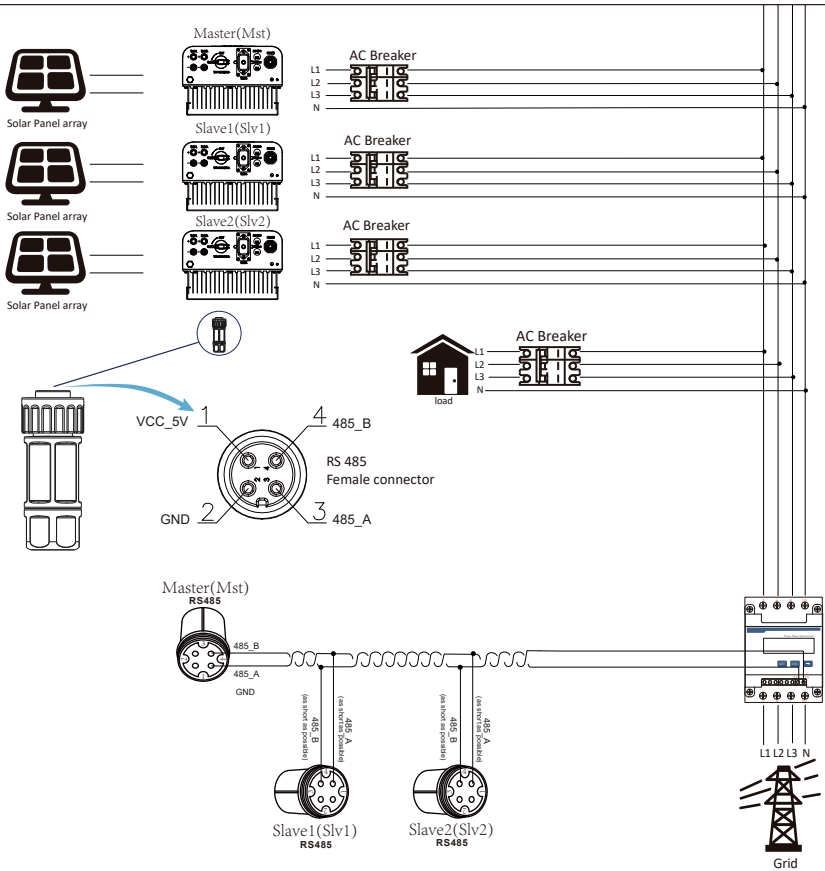 Master(Mst)
AC Breaker
L1
L2
L3
N
Solar Panel array
Slave1(Slv1)
AC Breaker
L1
L2
L3
N
Solar Panel array
Slave2(Slv2)
AC Breaker
L1
L2
L3
N
Solar Panel array
AC Breaker
L1
L2
L3
N
load
VCC_5V 1
4 485_B
RS 485
Female connector
GND 2
3 485_A
1
4
2
3
Master(Mst)
RS485
485_B
485_A
GND
485_B
(as short as possible)
485_A
(as short as possible)
485_B
(as short as possible)
485_A
(as short as possible)
Slave1(Slv1)
RS485
Slave2(Slv2)
RS485
L1 L2 L3 N
Grid